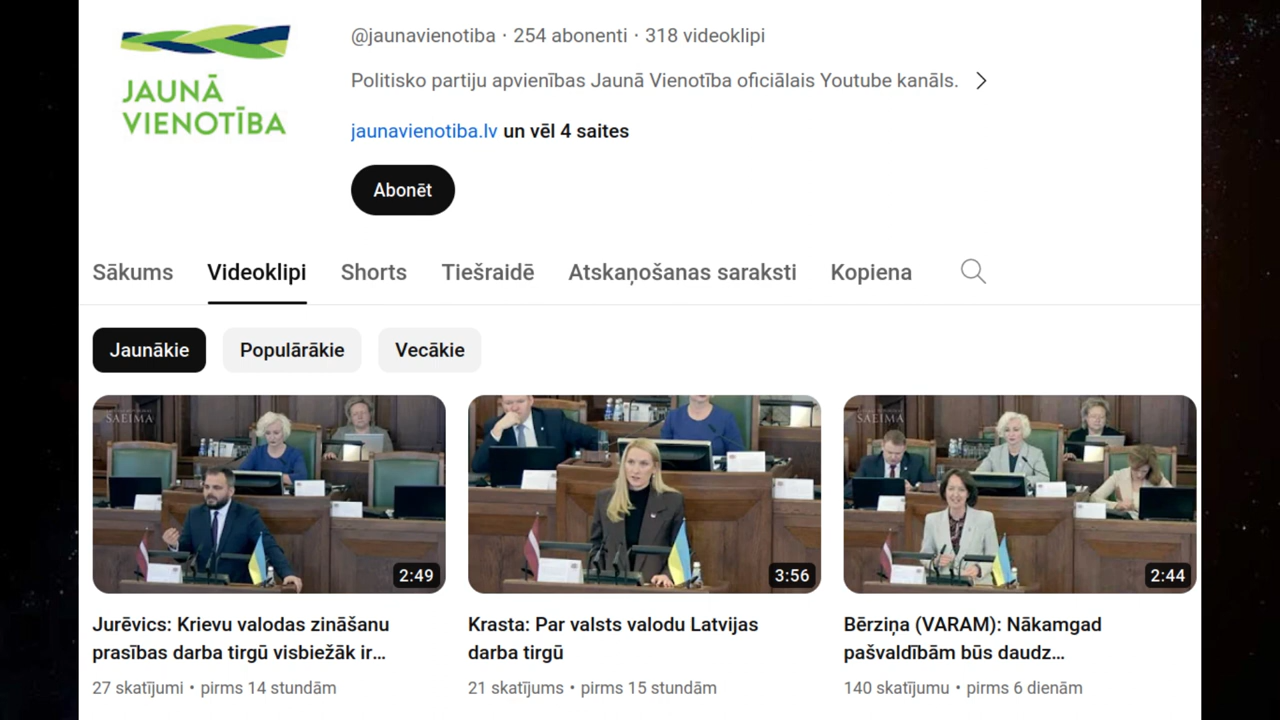 JAUNĀ
VIENOTĪBA
@jaunavienotiba · 254 abonenti · 318 videoklipi
Politisko partiju apvienības Jaunā Vienotība oficiālais Youtube kanāls.
jaunavienotiba.lv un vēl 4 saites
Abonēt
Sākums Videoklipi Shorts Tiešraidē Atskaņošanas saraksti Kopiena
Jaunākie Populārākie Vecākie
SAEIMA
SAEIMA
2:49
3:56
2:44
Jurēvics: Krievu valodas zināšanu
prasības darba tirgū visbiežāk ir...
27 skatījumi • pirms 14 stundām
Krasta: Par valsts valodu Latvijas
darba tirgū
21 skatījums • pirms 15 stundām
Bērziņa (VARAM): Nākamgad
pašvaldībām būs daudz...
140 skatījumu • pirms 6 dienām